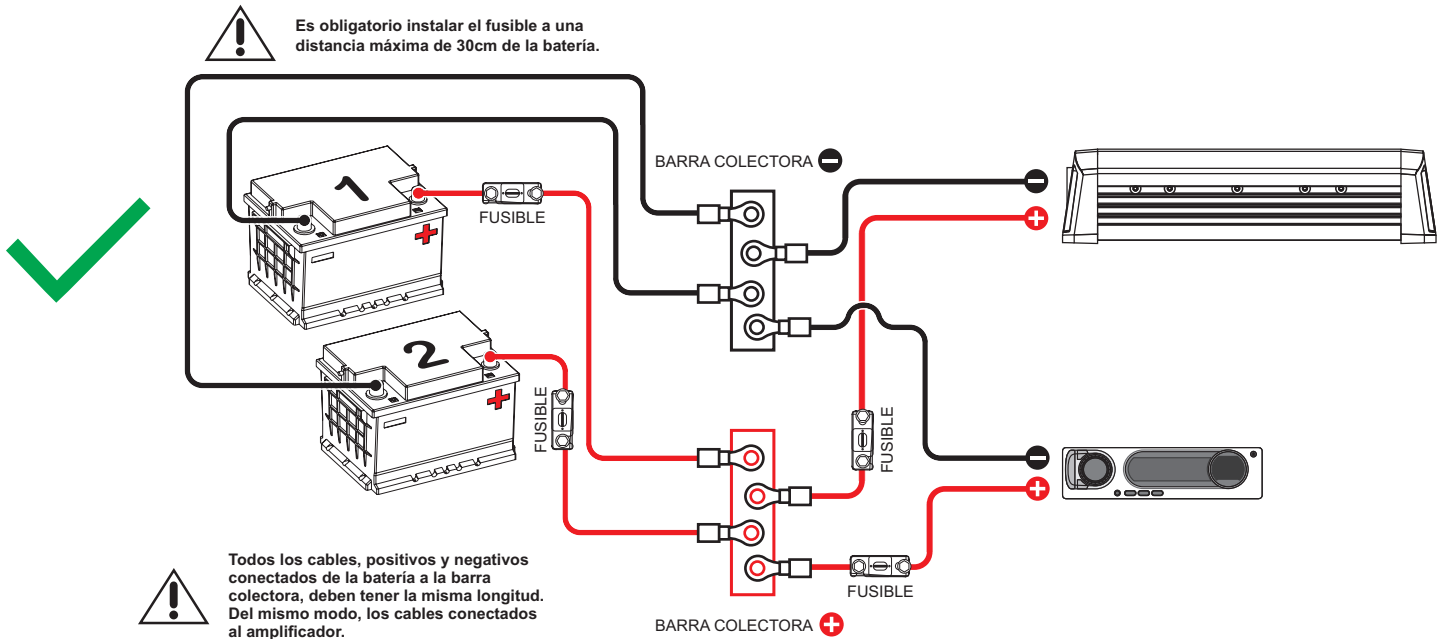 Es obligatorio instalar el fusible a una
distancia máxima de 30cm de la batería.
BARRA COLECTORA
1
FUSIBLE
2
FUSIBLE
FUSIBLE
FUSIBLE
Todos los cables, positivos y negativos
conectados de la batería a la barra
colectora, deben tener la misma longitud.
Del mismo modo, los cables conectados
al amplificador.
BARRA COLECTORA